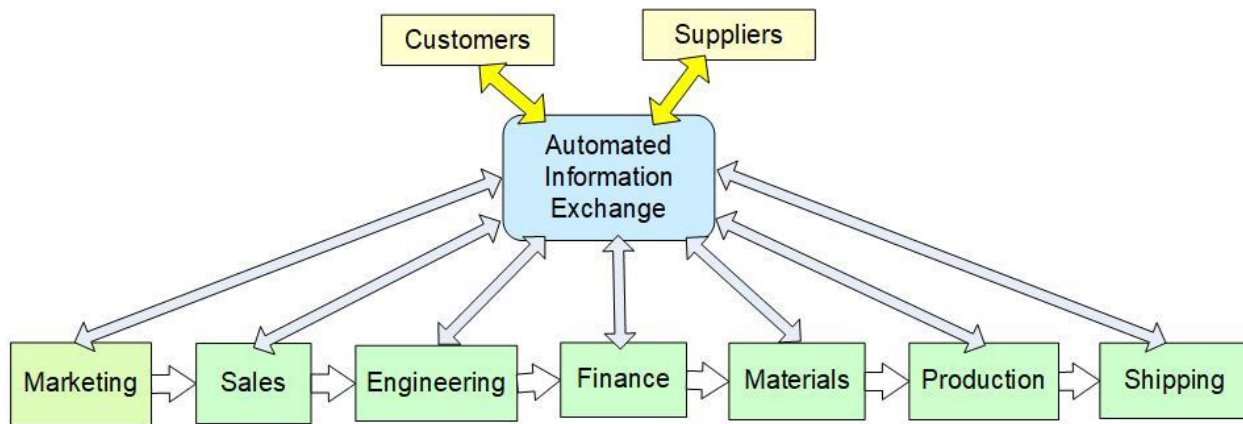 Customers
Suppliers
Automated
Information
Exchange
Marketing
Sales
Engineering
Finance
Materials
Production
Shipping